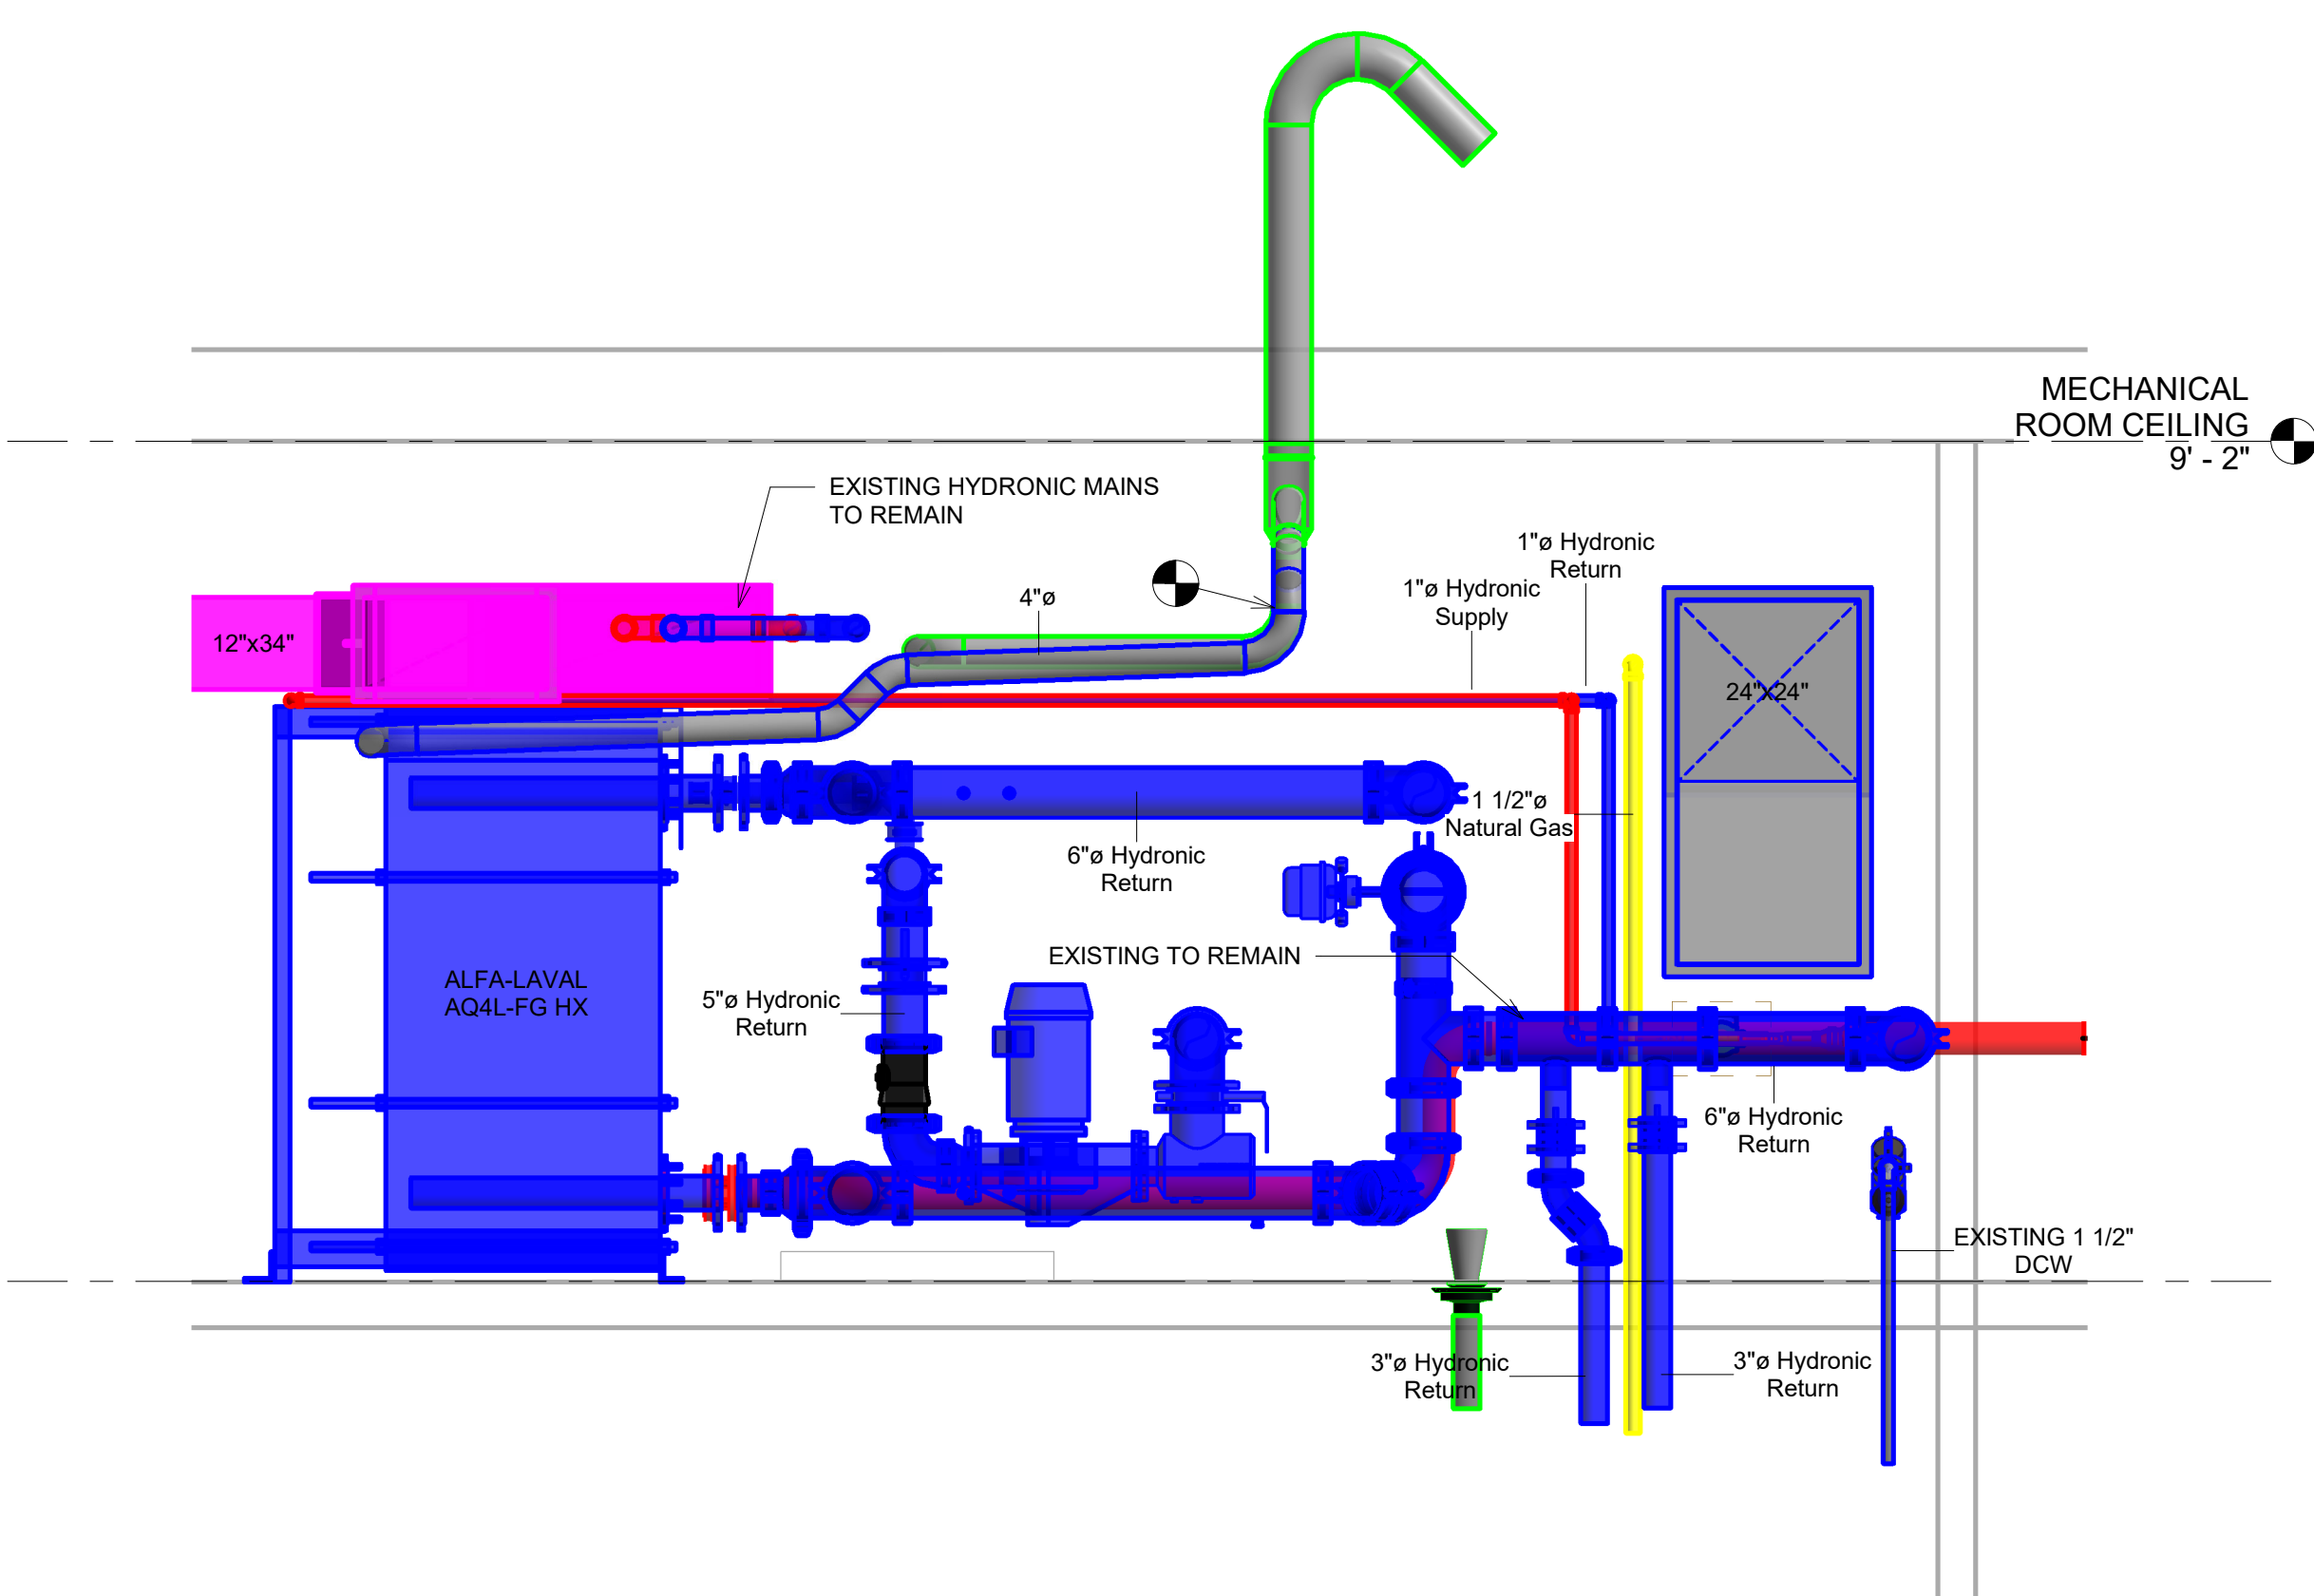 MECHANICAL
ROOM CEILING
9' - 2"
EXISTING HYDRONIC MAINS
TO REMAIN
1"ø Hydronic
Return
1"ø Hydronic
Supply
4"ø
12"x34"
24"x24"
1 1/2"ø
Natural Gas
6"ø Hydronic
Return
EXISTING TO REMAIN
ALFA-LAVAL
AQ4L-FG HX
5"ø Hydronic
Return
6"ø Hydronic
Return
EXISTING 1 1/2"
DCW
3"ø Hydronic
Return
3"ø Hydronic
Return